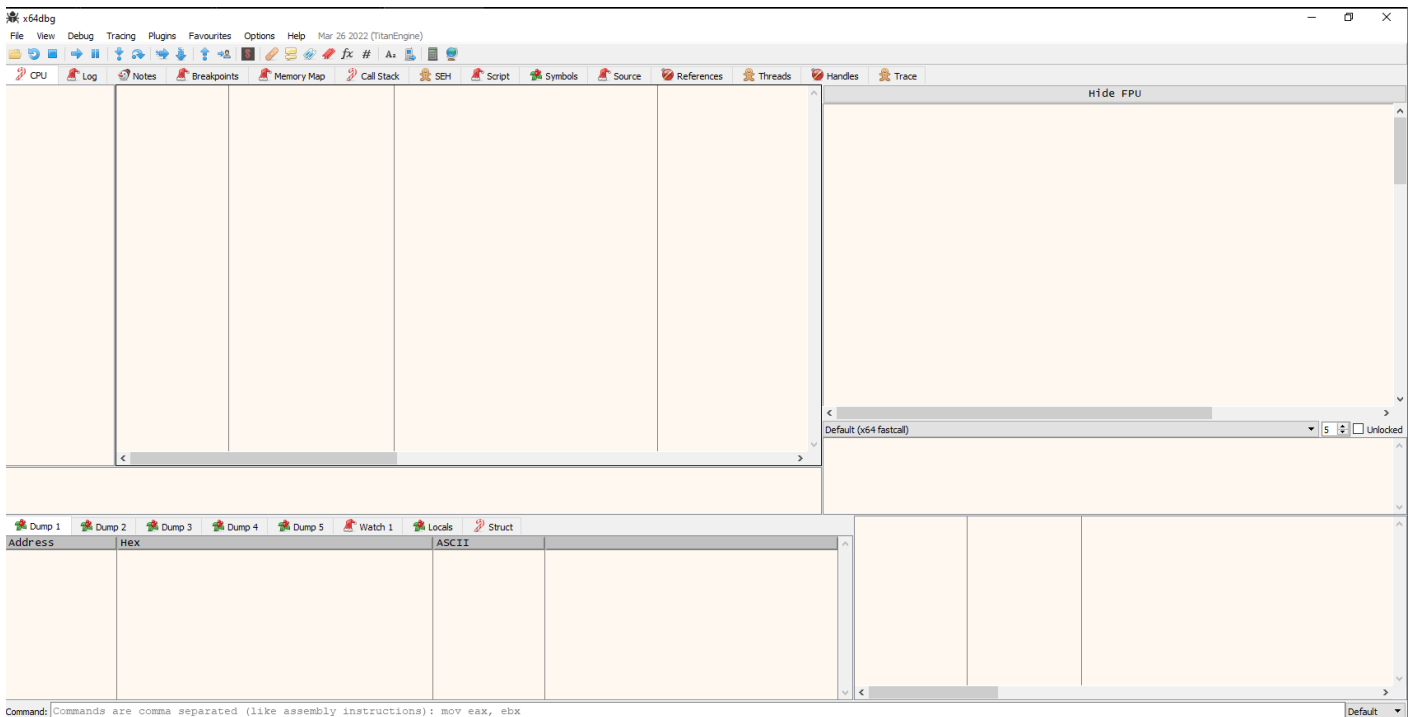 x64dbg
File View Debug Tracing Plugins Favourites Options Help Mar 26 2022 (TitanEngine)
CPU Log Notes Breakpoints Memory Map Call Stack SEH Script Symbols Source References Threads Handles Trace
Hide FPU
Default (x64 fastcall) 5 Unlocked
Dump 1 Dump 2 Dump 3 Dump 4 Dump 5 Watch 1 Locals Struct
Address Hex ASCII
Command: Commands are comma separated (like assembly instructions): mov eax, ebx Default